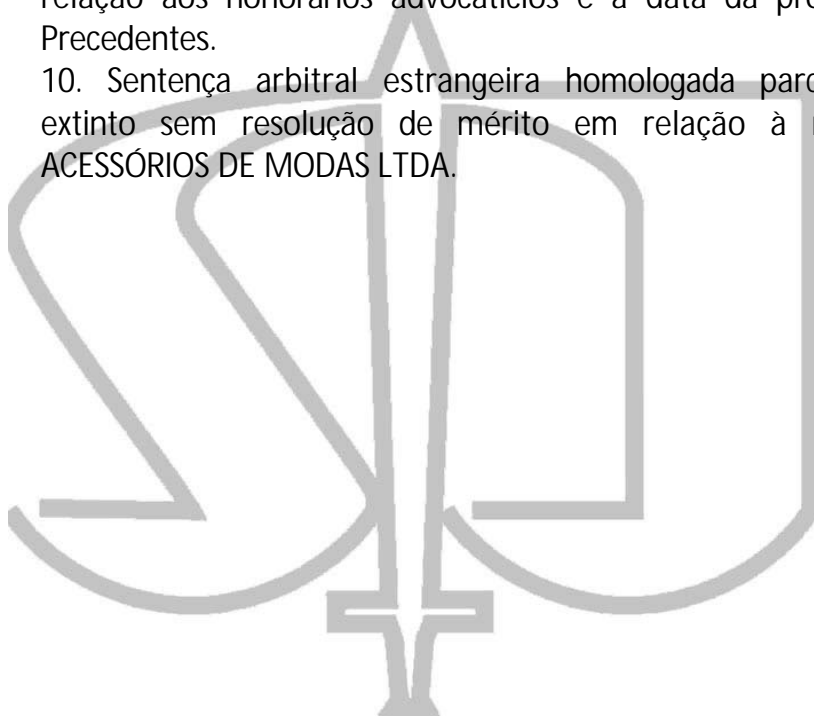 relação aos honorários advocatícios é a data da
Precedentes.
10. Sentença arbitral estrangeira homologada
extinto sem resolução de mérito em relação à
ACESSÓRIOS DE MODAS LTDA.